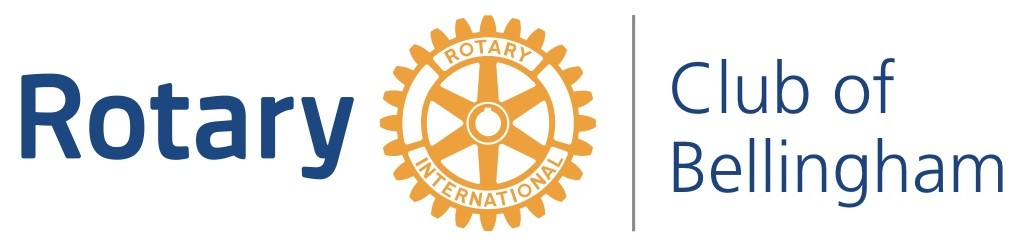 Rotary
ROTARY
INTERNATIONAL
Club of
Bellingham